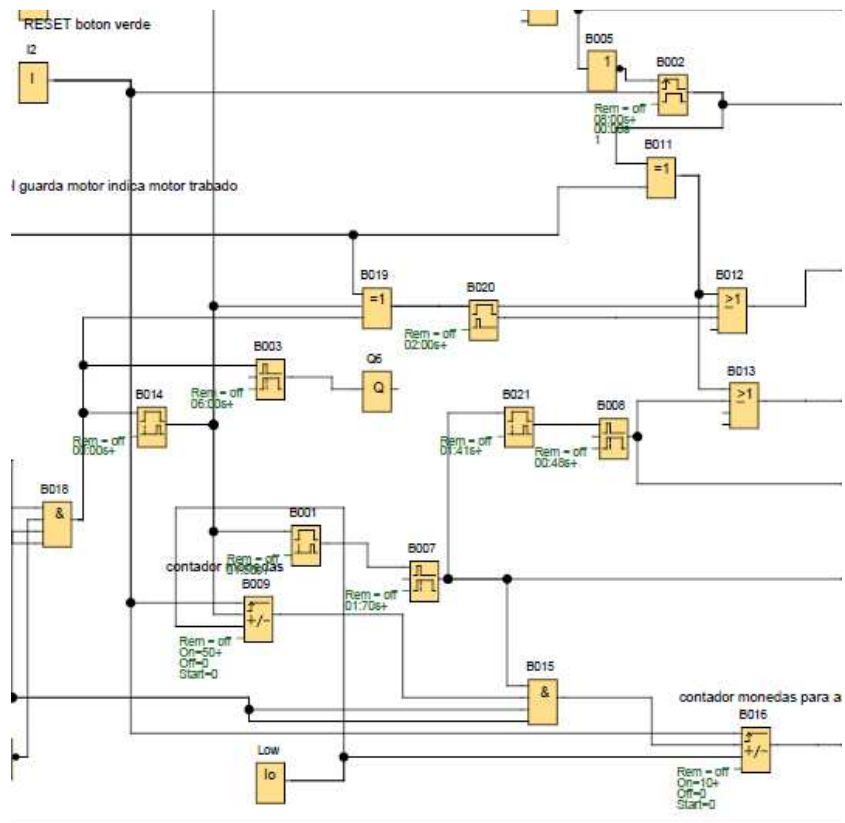 RESET boton verde
I2
I
B005
1
B002
Rem = off
08:00s+
1
B011
=1
guarda motor indica motor trabado
B019
=1
B020
Rem = off
02:00s+
B012
≥1
B003
Rem = off
06:00s+
Q6
Q
B013
≥1
B014
Rem = off
00:00s+
B021
Rem = off
01:41s+
B008
Rem = off
00:48s+
B018
&
B001
Rem = off
contador monedas
B007
Rem = off
01:70s+
B009
+/-
Rem = off
On=50+
Off=0
Start=0
B015
&
contador monedas para a
B016
+/-
Rem = off
On=10+
Off=0
Start=0
Low
lo